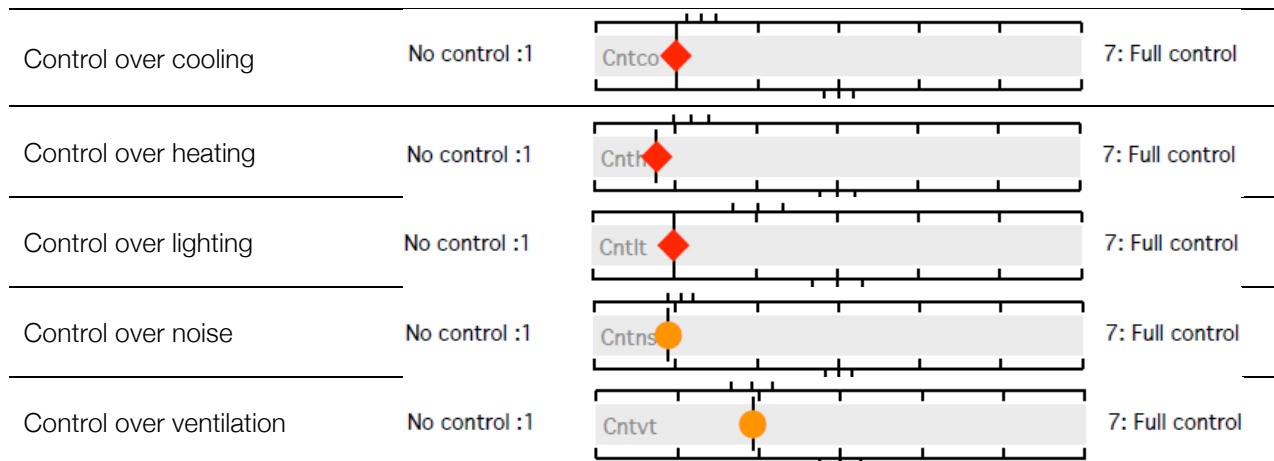 Control over cooling No control :1 Cntco 7: Full control
Control over heating No control :1 Cnth 7: Full control
Control over lighting No control :1 Cntlt 7: Full control
Control over noise No control :1 Cntns 7: Full control
Control over ventilation No control :1 Cntvt 7: Full control